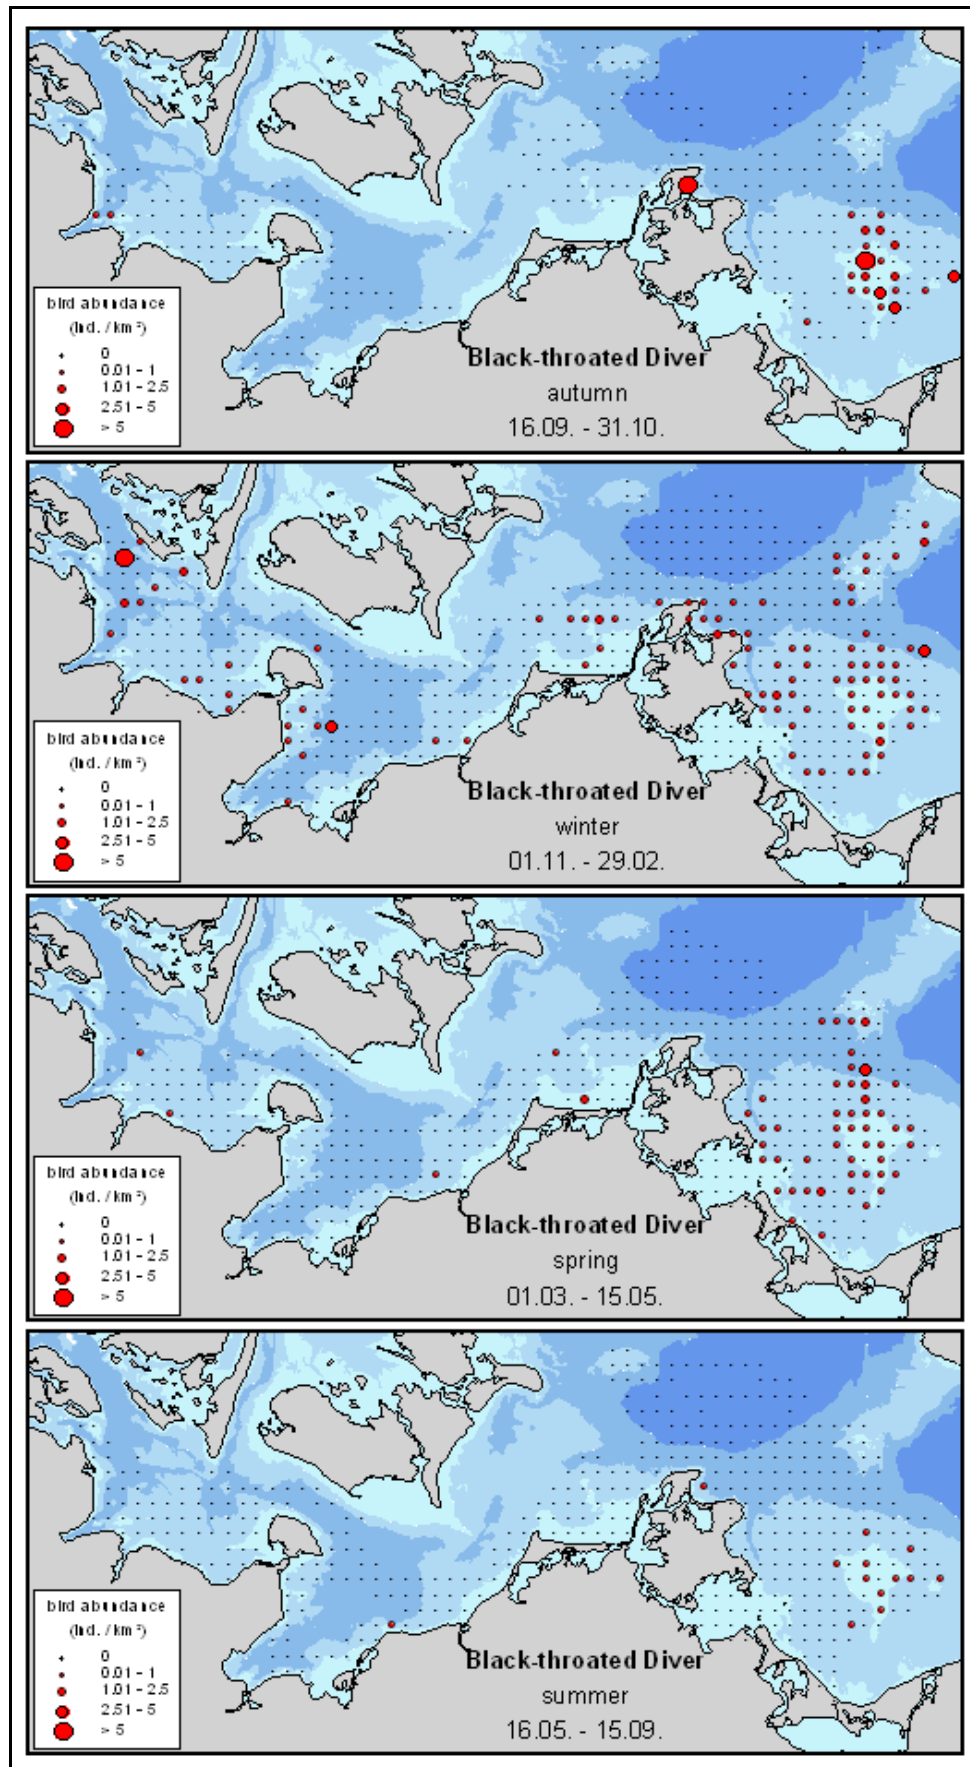 bird abundance
(Ind. / km²)
0
0.01 - 1
1.01 - 2.5
2.51 - 5
> 5
Black-throated Diver
autumn
16.09. - 31.10.
bird abundance
(Ind. / km²)
0
0.01 - 1
1.01 - 2.5
2.51 - 5
> 5
Black-throated Diver
winter
01.11. - 29.02.
bird abundance
(Ind. / km²)
0
0.01 - 1
1.01 - 2.5
2.51 - 5
> 5
Black-throated Diver
spring
01.03. - 15.05.
bird abundance
(Ind. / km²)
0
0.01 - 1
1.01 - 2.5
2.51 - 5
> 5
Black-throated Diver
summer
16.05. - 15.09.